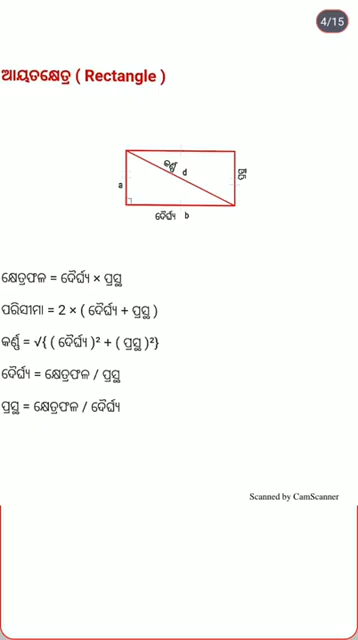 4/15
ଆୟତକ୍ଷେତ୍ର ( Rectangle )
କର୍ଣ୍ଣ
d
a
ପ୍ରସ୍ଥ
ଦୈର୍ଘ୍ୟ b
କ୍ଷେତ୍ରଫଳ = ଦୈର୍ଘ୍ୟ × ପ୍ରସ୍ଥ
ପରିସୀମା = 2 × ( ଦୈର୍ଘ୍ୟ + ପ୍ରସ୍ଥ )
କର୍ଣ୍ଣ = √{ ( ଦୈର୍ଘ୍ୟ )² + ( ପ୍ରସ୍ଥ )²}
ଦୈର୍ଘ୍ୟ = କ୍ଷେତ୍ରଫଳ / ପ୍ରସ୍ଥ
ପ୍ରସ୍ଥ = କ୍ଷେତ୍ରଫଳ / ଦୈର୍ଘ୍ୟ
Scanned by CamScanner